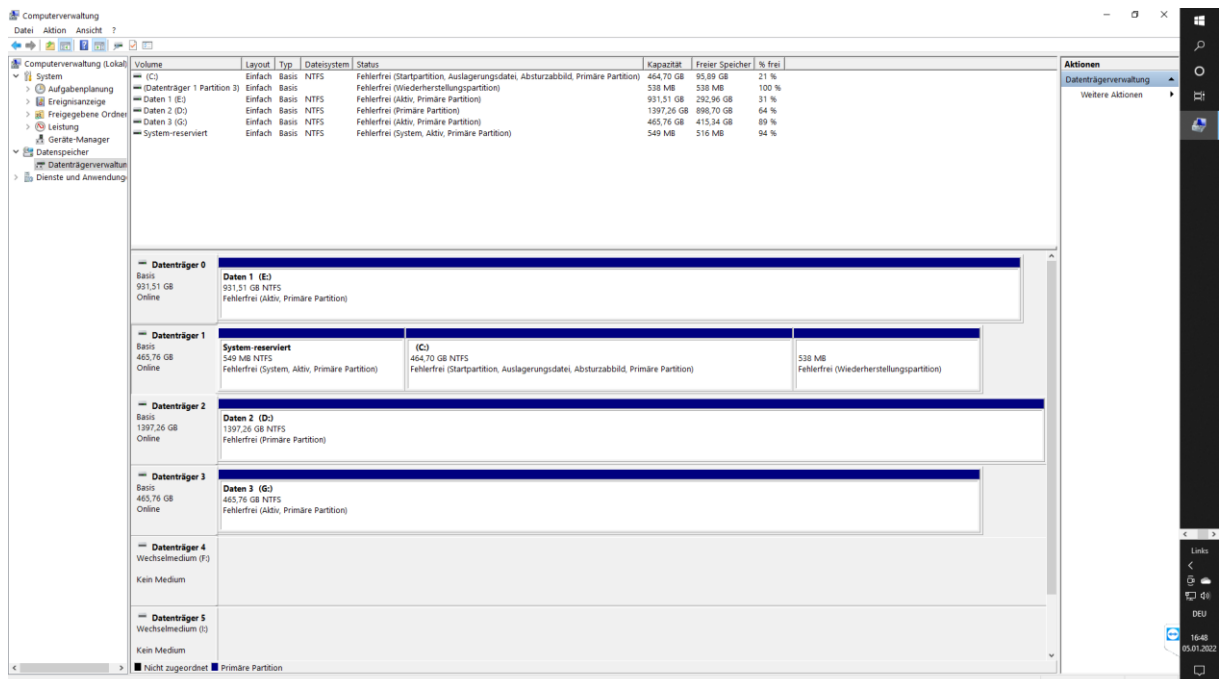 Computerverwaltung
Datei Aktion Ansicht ?
Computerverwaltung (Lokal)
System
Aufgabenplanung
Ereignisanzeige
Freigegebene Ordner
Leistung
Geräte-Manager
Datenspeicher
Datenträgerverwaltun
Dienste und Anwendung
Volume Layout Typ Dateisystem Status Kapazität Freier Speicher % frei
(C:) Einfach Basis NTFS Fehlerfrei (Startpartition, Auslagerungsdatei, Absturzabbild, Primäre Partition) 464,70 GB 95,89 GB 21 %
(Datenträger 1 Partition 3) Einfach Basis Fehlerfrei (Wiederherstellungspartition) 538 MB 538 MB 100 %
Daten 1 (E:) Einfach Basis NTFS Fehlerfrei (Aktiv, Primäre Partition) 931,51 GB 292,96 GB 31 %
Daten 2 (D:) Einfach Basis NTFS Fehlerfrei (Primäre Partition) 1397,26 GB 898,70 GB 64 %
Daten 3 (G:) Einfach Basis NTFS Fehlerfrei (Aktiv, Primäre Partition) 465,76 GB 415,34 GB 89 %
System-reserviert Einfach Basis NTFS Fehlerfrei (System, Aktiv, Primäre Partition) 549 MB 516 MB 94 %
Datenträger 0
Basis
931,51 GB
Online
Daten 1 (E:)
931,51 GB NTFS
Fehlerfrei (Aktiv, Primäre Partition)
Datenträger 1
Basis
465,76 GB
Online
System-reserviert
549 MB NTFS
Fehlerfrei (System, Aktiv, Primäre Partition)
(C:)
464,70 GB NTFS
Fehlerfrei (Startpartition, Auslagerungsdatei, Absturzabbild, Primäre Partition)
538 MB
Fehlerfrei (Wiederherstellungspartition)
Datenträger 2
Basis
1397,26 GB
Online
Daten 2 (D:)
1397,26 GB NTFS
Fehlerfrei (Primäre Partition)
Datenträger 3
Basis
465,76 GB
Online
Daten 3 (G:)
465,76 GB NTFS
Fehlerfrei (Aktiv, Primäre Partition)
Datenträger 4
Wechselmedium (F:)
Kein Medium
Datenträger 5
Wechselmedium (I:)
Kein Medium
Nicht zugeordnet Primäre Partition
Aktionen
Datenträgerverwaltung
Weitere Aktionen
Links
DEU
16:48
05.01.2022